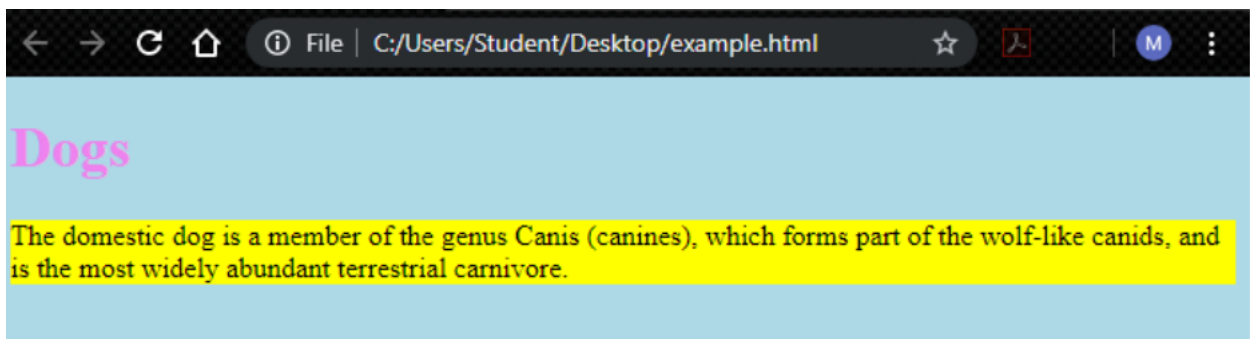 File | C:/Users/Student/Desktop/example.html M
Dogs
The domestic dog is a member of the genus Canis (canines), which forms part of the wolf-like canids, and
is the most widely abundant terrestrial carnivore.